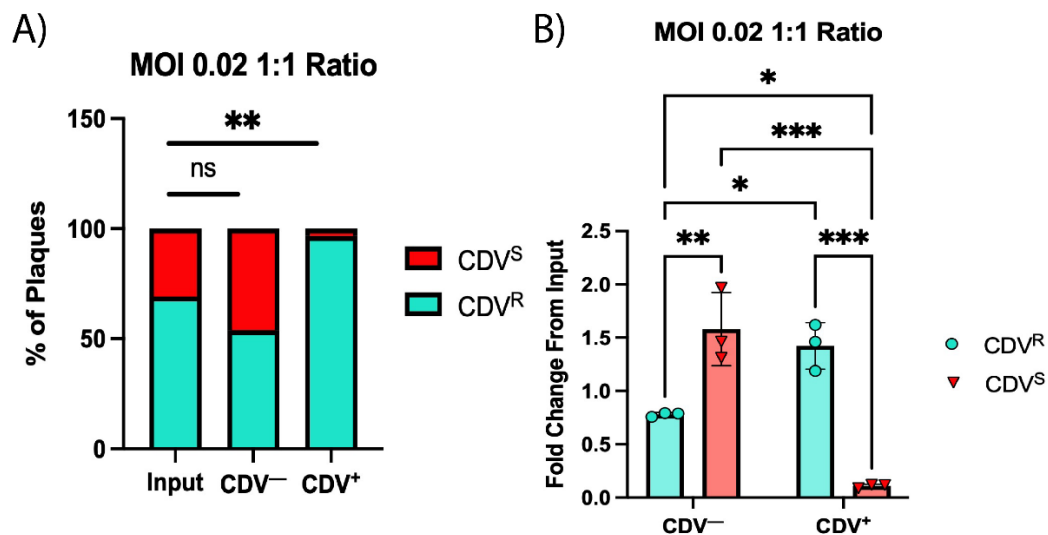 A)
MOI 0.02 1:1 Ratio
% of Plaques
150
100
50
0
**
ns
Input
CDV—
CDV⁺
CDVˢ
CDVᴿ
B)
MOI 0.02 1:1 Ratio
Fold Change From Input
2.5
2.0
1.5
1.0
0.5
0.0
*
***
*
**
***
CDV—
CDV⁺
CDVᴿ
CDVˢ